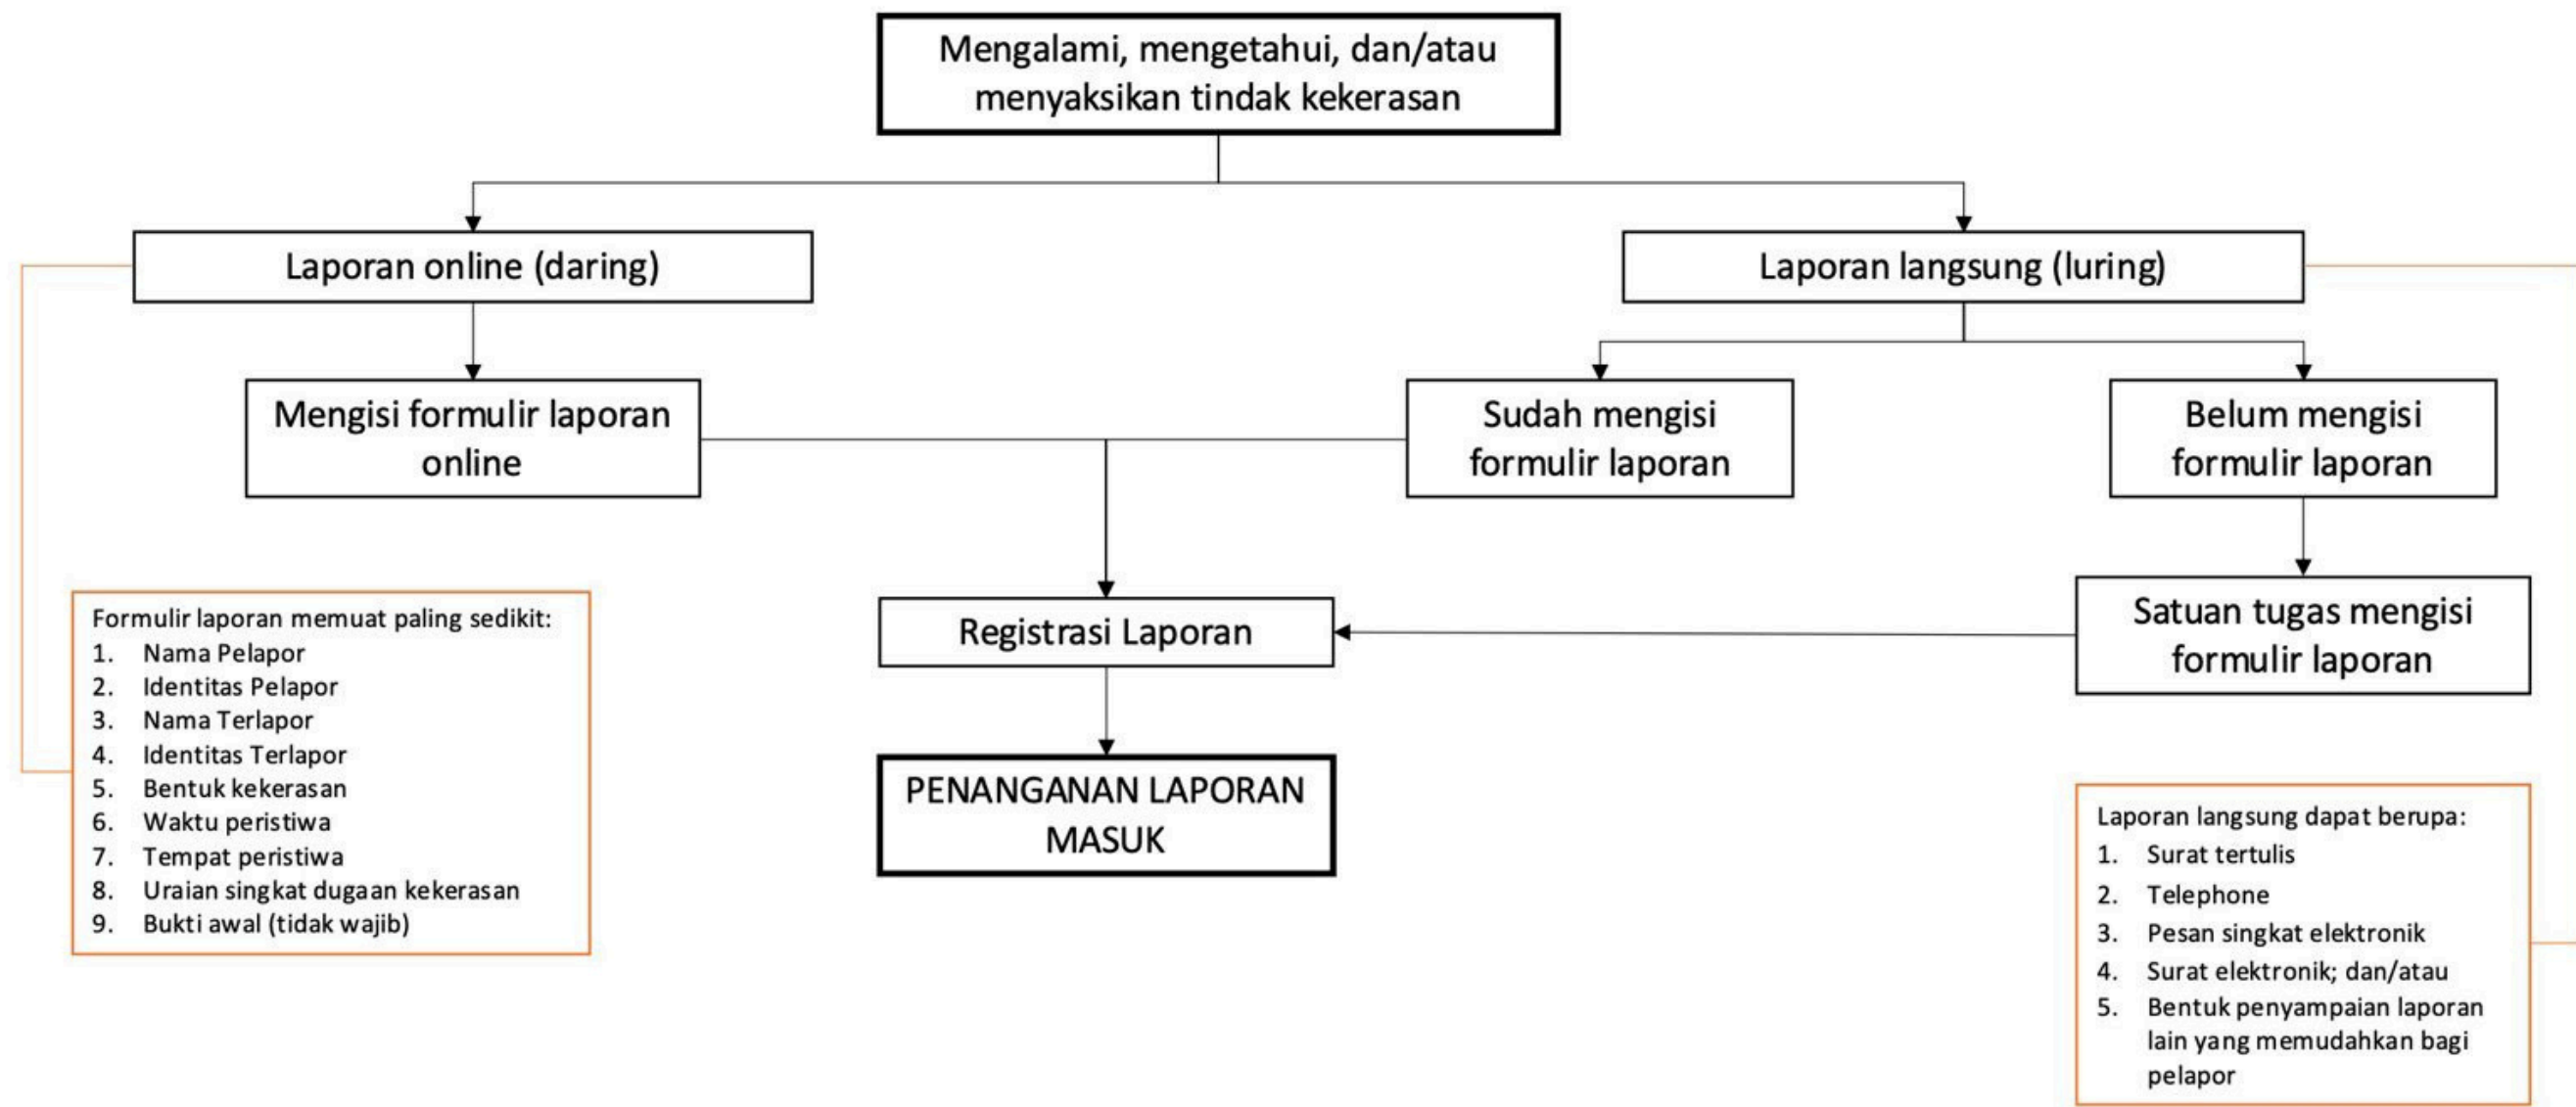 Mengalami, mengetahui, dan/atau
menyaksikan tindak kekerasan
Laporan online (daring)
Laporan langsung (luring)
Mengisi formulir laporan
online
Sudah mengisi
formulir laporan
Belum mengisi
formulir laporan
Registrasi Laporan
Satuan tugas mengisi
formulir laporan
PENANGANAN LAPORAN
MASUK
Formulir laporan memuat paling sedikit:
1. Nama Pelapor
2. Identitas Pelapor
3. Nama Terlapor
4. Identitas Terlapor
5. Bentuk kekerasan
6. Waktu peristiwa
7. Tempat peristiwa
8. Uraian singkat dugaan kekerasan
9. Bukti awal (tidak wajib)
Laporan langsung dapat berupa:
1. Surat tertulis
2. Telephone
3. Pesan singkat elektronik
4. Surat elektronik; dan/atau
5. Bentuk penyampaian laporan
lain yang memudahkan bagi
pelapor